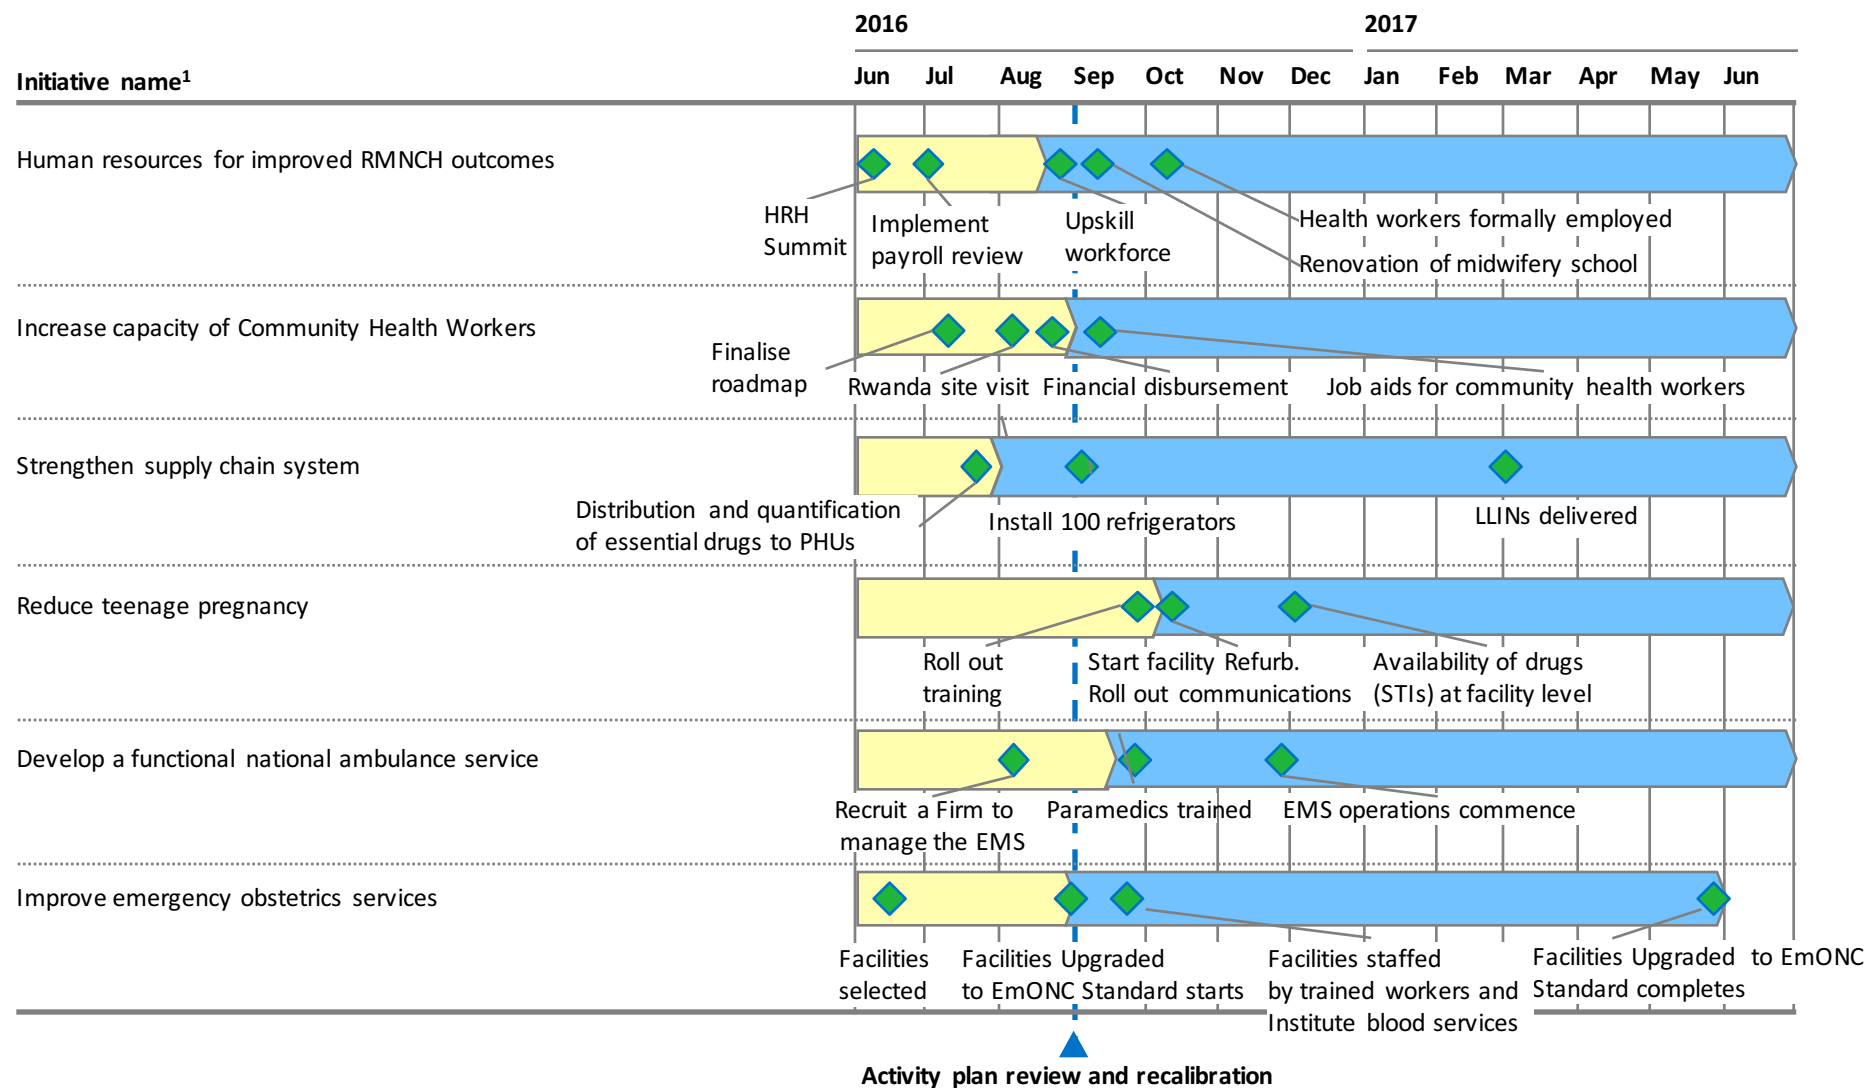 2016 2017
Initiative name1 Jun Jul Aug Sep Oct Nov Dec Jan Feb Mar Apr May Jun
Human resources for improved RMNCH outcomes
HRH
Summit
Implement
payroll review
Upskill
workforce
Health workers formally employed
Renovation of midwifery school
Increase capacity of Community Health Workers
Finalise
roadmap
Rwanda site visit
Financial disbursement
Job aids for community health workers
Strengthen supply chain system
Distribution and quantification
of essential drugs to PHUs
Install 100 refrigerators
LLINs delivered
Reduce teenage pregnancy
Roll out
training
Start facility Refurb.
Roll out communications
Availability of drugs
(STIs) at facility level
Develop a functional national ambulance service
Recruit a Firm to
manage the EMS
Paramedics trained
EMS operations commence
Improve emergency obstetrics services
Facilities
selected
Facilities Upgraded
to EmONC Standard starts
Facilities staffed
by trained workers and
Institute blood services
Facilities Upgraded to EmONC
Standard completes
Activity plan review and recalibration